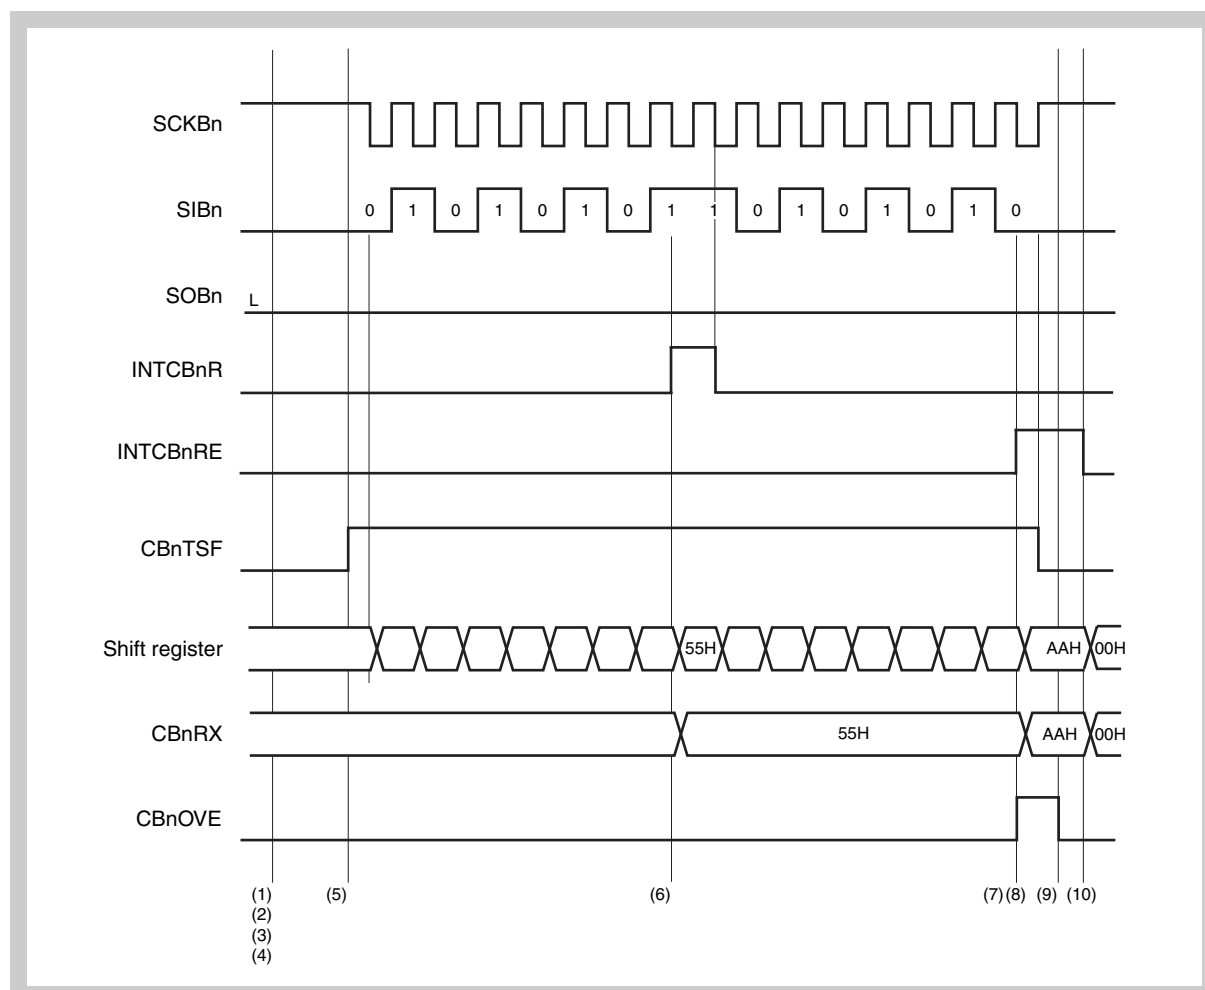 SCKBn
SIBn 0 1 0 1 0 1 0 1 1 0 1 0 1 0 1 0
SOBn L
INTCBnR
INTCBnRE
CBnTSF
Shift register 55H AAH 00H
CBnRX 55H AAH 00H
CBnOVE
(1) (5) (6) (7) (8) (9) (10)
(2)
(3)
(4)